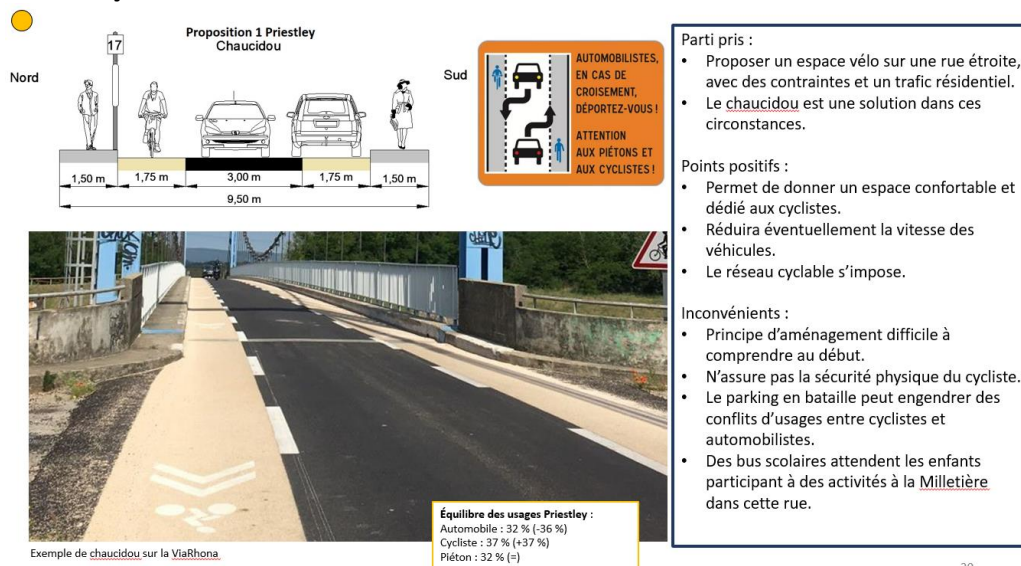 Proposition 1 Priestley
Chaucidou
17
Nord
Sud
1,50 m
1,75 m
3,00 m
1,75 m
1,50 m
9,50 m
AUTOMOBILISTES,
EN CAS DE
CROISEMENT,
DÉPORTEZ-VOUS !
ATTENTION
AUX PIÉTONS ET
AUX CYCLISTES !
Exemple de chaucidou sur la ViaRhona
Équilibre des usages Priestley :
Automobile : 32 % (-36 %)
Cycliste : 37 % (+37 %)
Piéton : 32 % (=)
Parti pris :
• Proposer un espace vélo sur une rue étroite,
avec des contraintes et un trafic résidentiel.
• Le chaucidou est une solution dans ces
circonstances.
Points positifs :
• Permet de donner un espace confortable et
dédié aux cyclistes.
• Réduira éventuellement la vitesse des
véhicules.
• Le réseau cyclable s’impose.
Inconvénients :
• Principe d’aménagement difficile à
comprendre au début.
• N’assure pas la sécurité physique du cycliste.
• Le parking en bataille peut engendrer des
conflits d’usages entre cyclistes et
automobilistes.
• Des bus scolaires attendent les enfants
participant à des activités à la Milletière
dans cette rue.